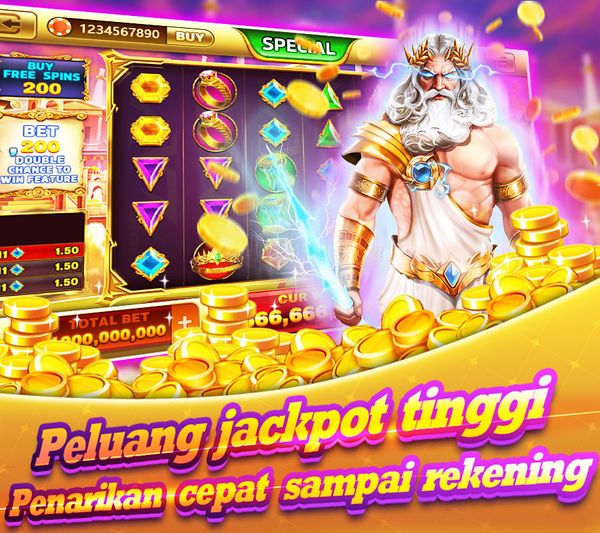 1234567890 BUY
SPECIAL
BUY
FREE SPINS
200
BET
200
DOUBLE
CHANCE TO
WIN FEATURE
1.50
1.50
1.50
TOTAL BET
CUR
66,666
Peluang jackpot tinggi
Penarikan cepat sampai rekening